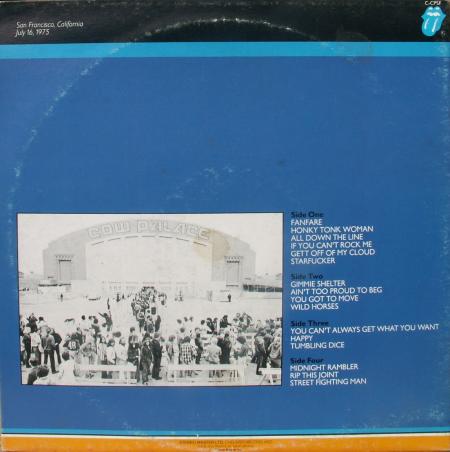 San Francisco, California
July 16, 1975
C-CPSF
COW PALACE
Side One
FANFARE
HONKY TONK WOMAN
ALL DOWN THE LINE
IF YOU CAN'T ROCK ME
GETT OFF OF MY CLOUD
STARFUCKER
Side Two
GIMMIE SHELTER
AIN'T TOO PROUD TO BEG
YOU GOT TO MOVE
WILD HORSES
Side Three
YOU CAN'T ALWAYS GET WHAT YOU WANT
HAPPY
TUMBLING DICE
Side Four
MIDNIGHT RAMBLER
RIP THIS JOINT
STREET FIGHTING MAN